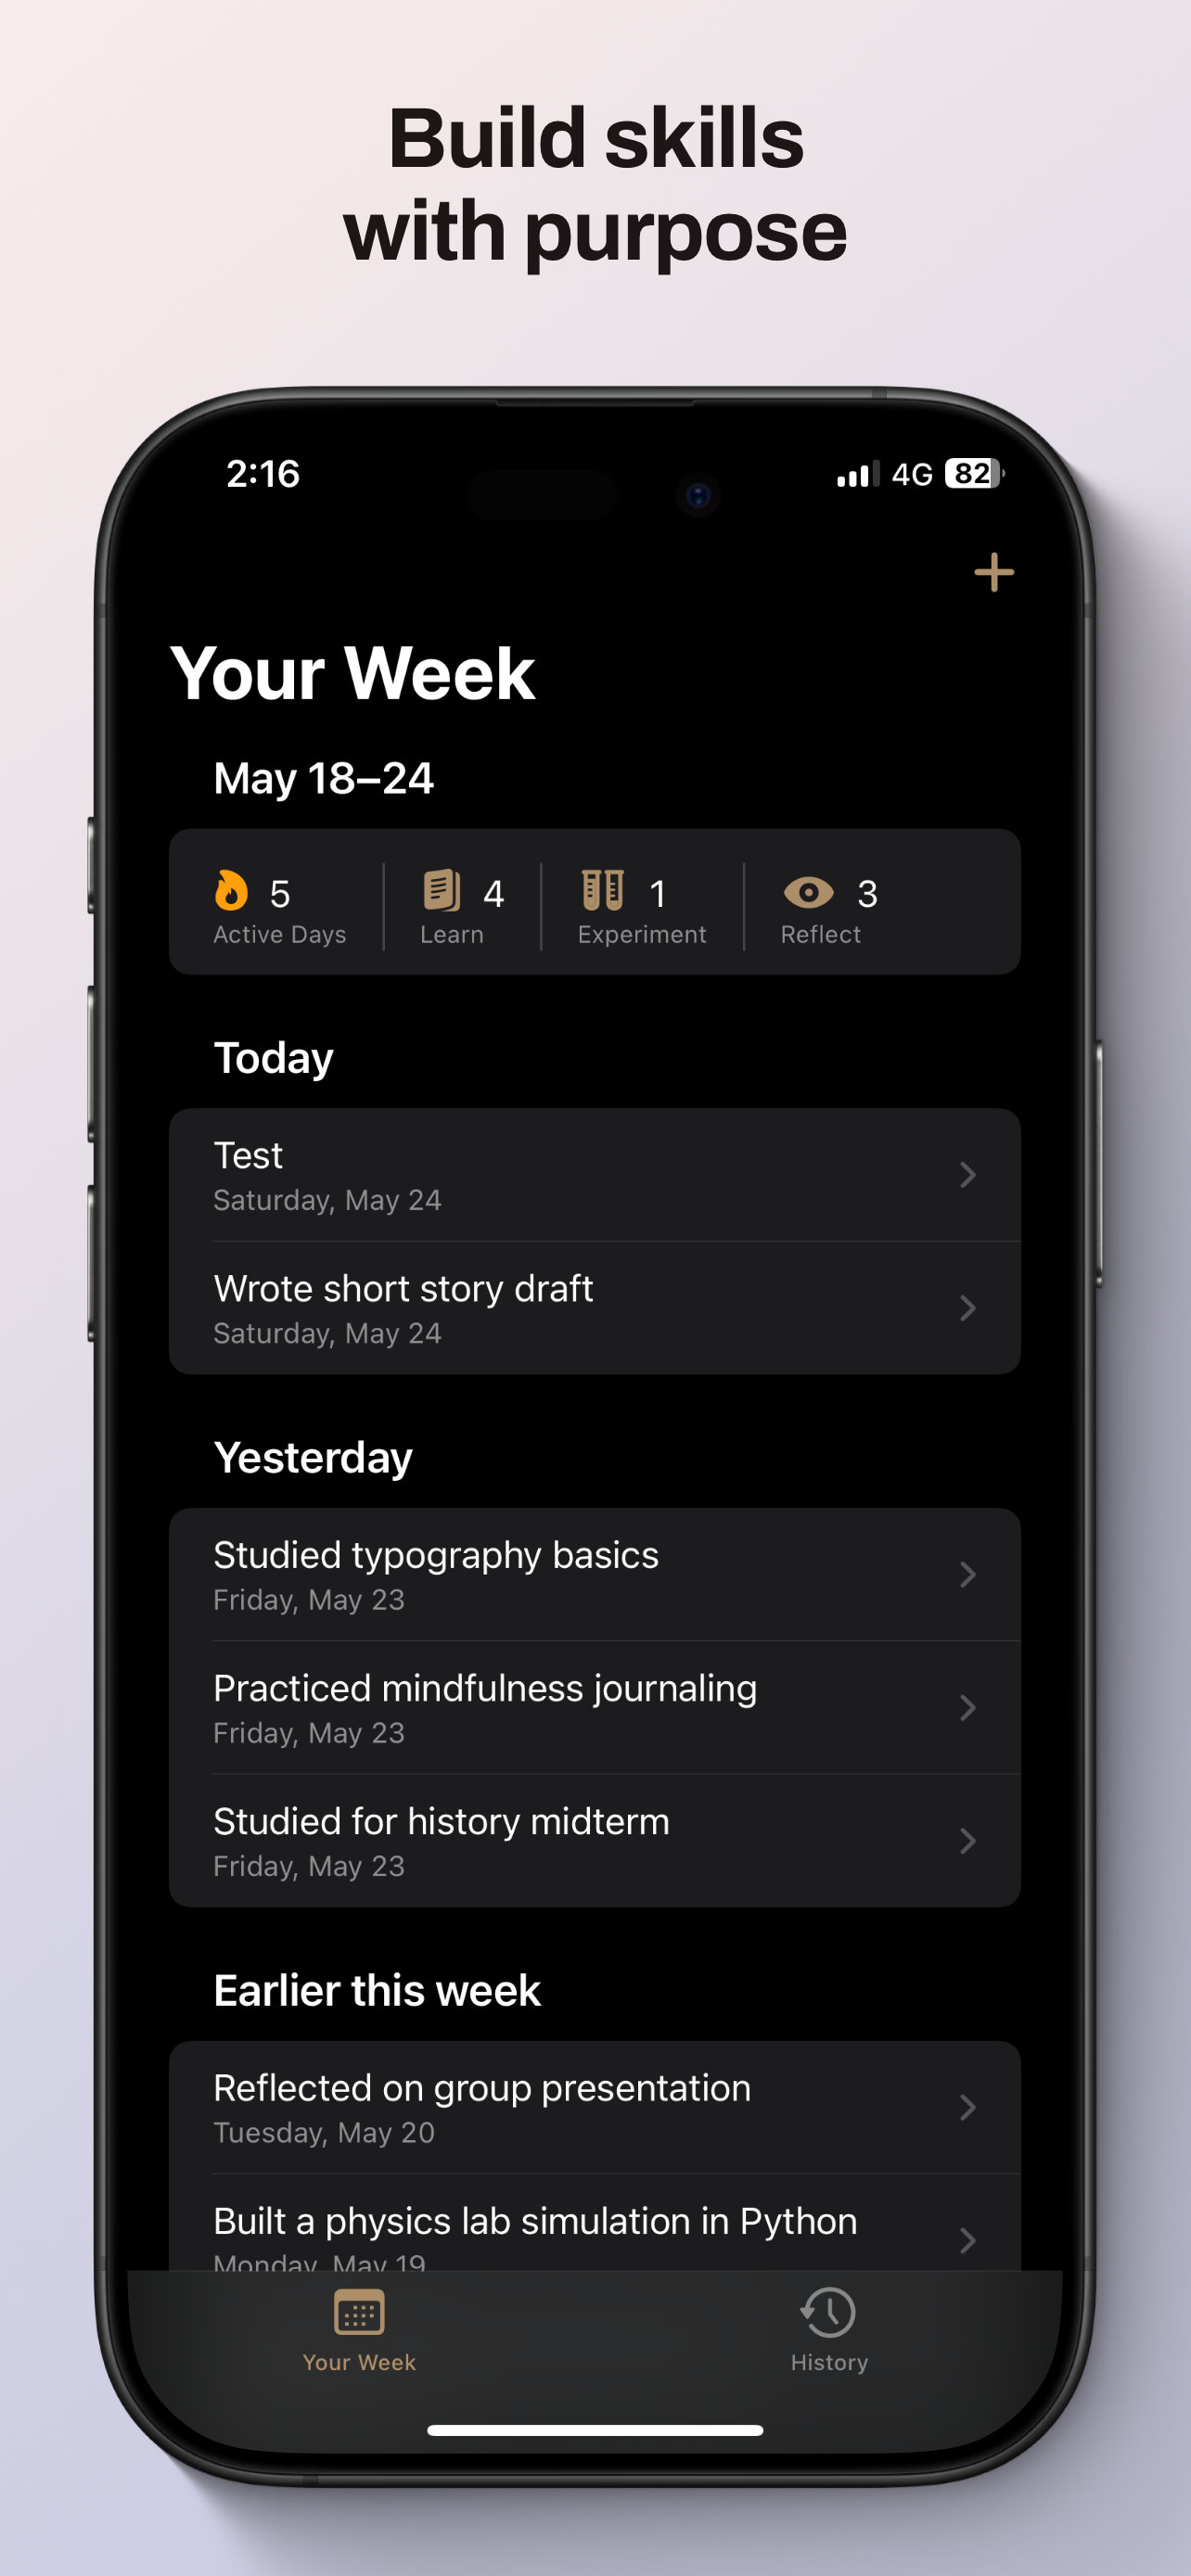 Build skills
with purpose
2:16
4G 82
Your Week
May 18–24
5 4 1 3
Active Days Learn Experiment Reflect
Today
Test
Saturday, May 24
Wrote short story draft
Saturday, May 24
Yesterday
Studied typography basics
Friday, May 23
Practiced mindfulness journaling
Friday, May 23
Studied for history midterm
Friday, May 23
Earlier this week
Reflected on group presentation
Tuesday, May 20
Built a physics lab simulation in Python
Monday, May 19
Your Week History